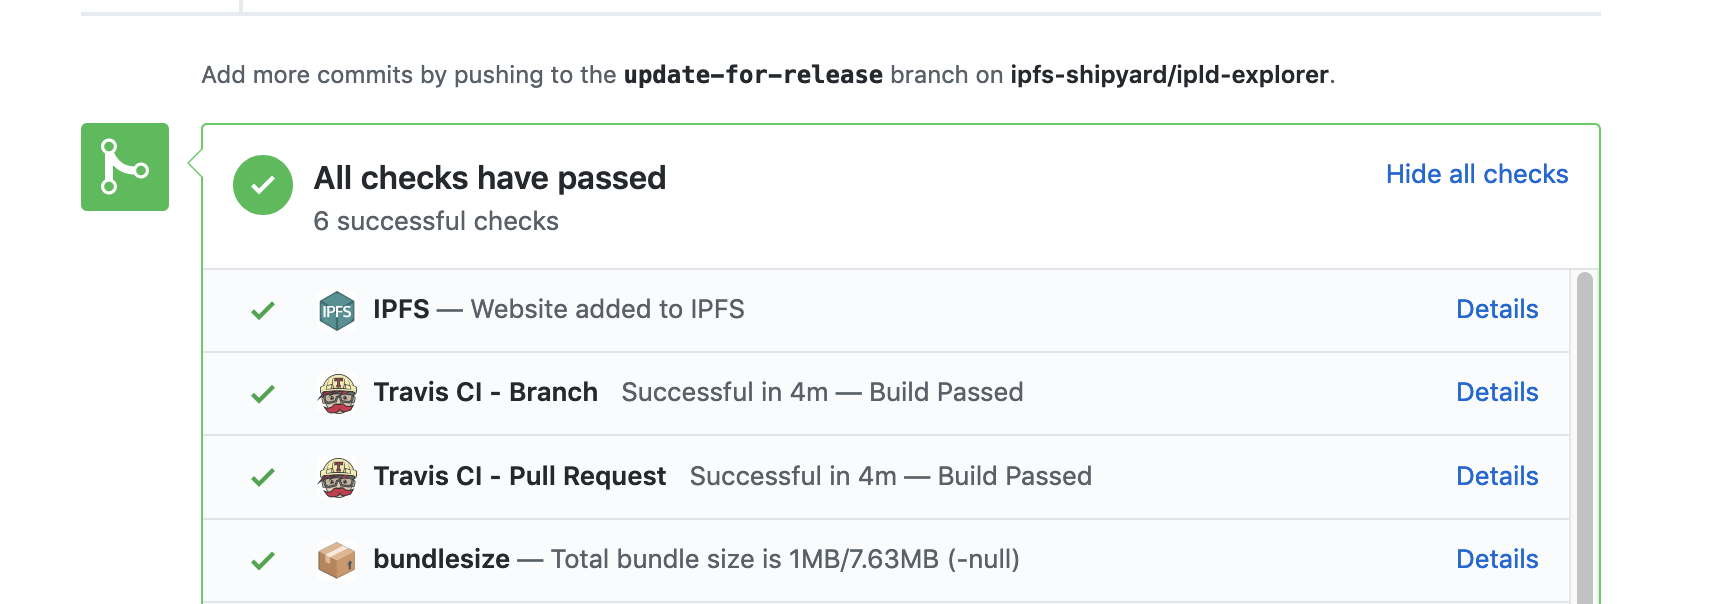 Add more commits by pushing to the update-for-release branch on ipfs-shipyard/ipld-explorer.
All checks have passed
Hide all checks
6 successful checks
IPFS IPFS — Website added to IPFS Details
T Travis CI - Branch Successful in 4m — Build Passed Details
T Travis CI - Pull Request Successful in 4m — Build Passed Details
bundlesize — Total bundle size is 1MB/7.63MB (-null) Details